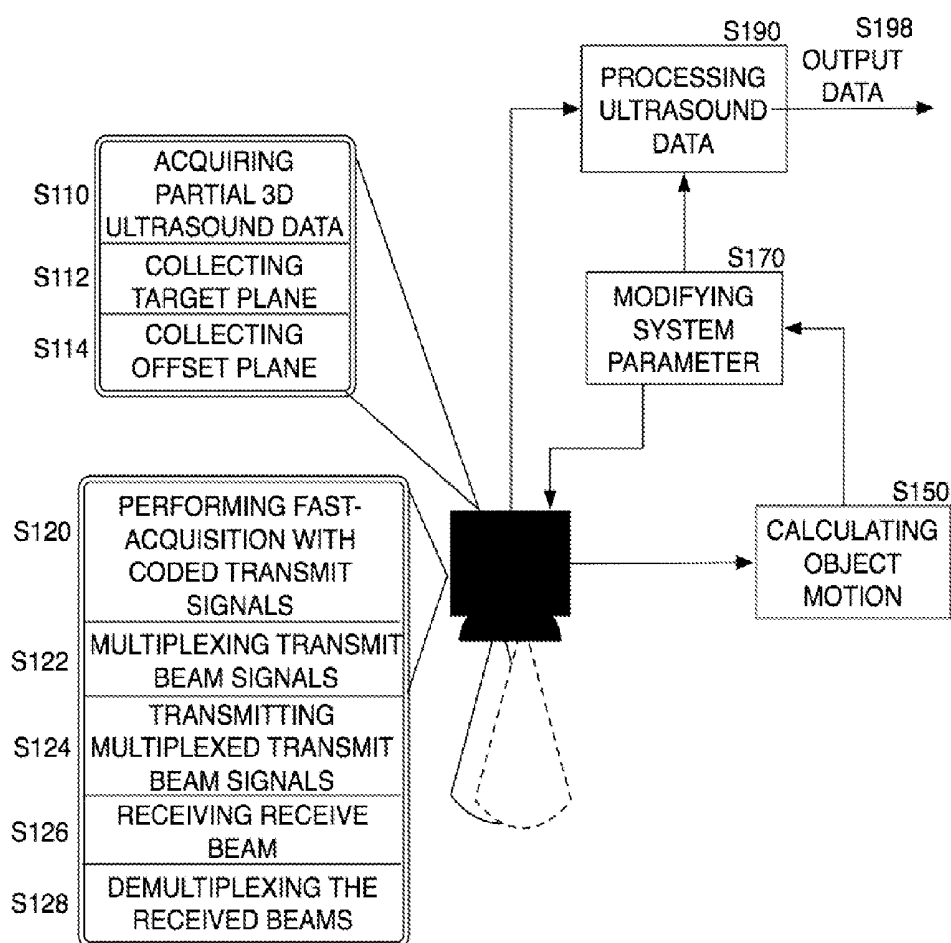 S190
PROCESSING
ULTRASOUND
DATA
S198
OUTPUT
DATA
S110
ACQUIRING
PARTIAL 3D
ULTRASOUND DATA
S112
COLLECTING
TARGET PLANE
S114
COLLECTING
OFFSET PLANE
S170
MODIFYING
SYSTEM
PARAMETER
S150
CALCULATING
OBJECT
MOTION
S120
PERFORMING FAST-
ACQUISITION WITH
CODED TRANSMIT
SIGNALS
S122
MULTIPLEXING TRANSMIT
BEAM SIGNALS
S124
TRANSMITTING
MULTIPLEXED TRANSMIT
BEAM SIGNALS
S126
RECEIVING RECEIVE
BEAM
S128
DEMULTIPLEXING THE
RECEIVED BEAMS